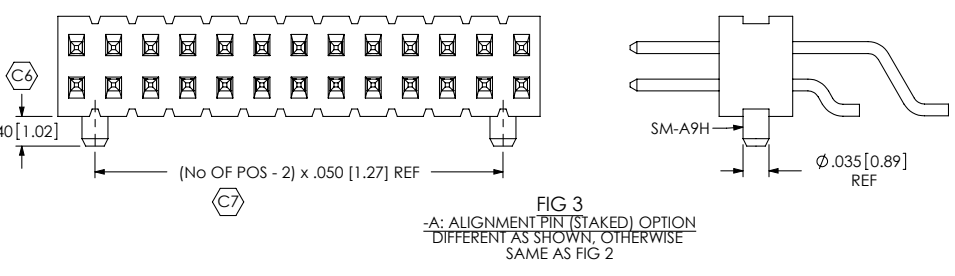 C6
40 [1.02]
(No OF POS - 2) x .050 [1.27] REF
C7
SM-A9H
Ø.035 [0.89]
REF
FIG 3
-A: ALIGNMENT PIN (STAKED) OPTION
DIFFERENT AS SHOWN, OTHERWISE
SAME AS FIG 2